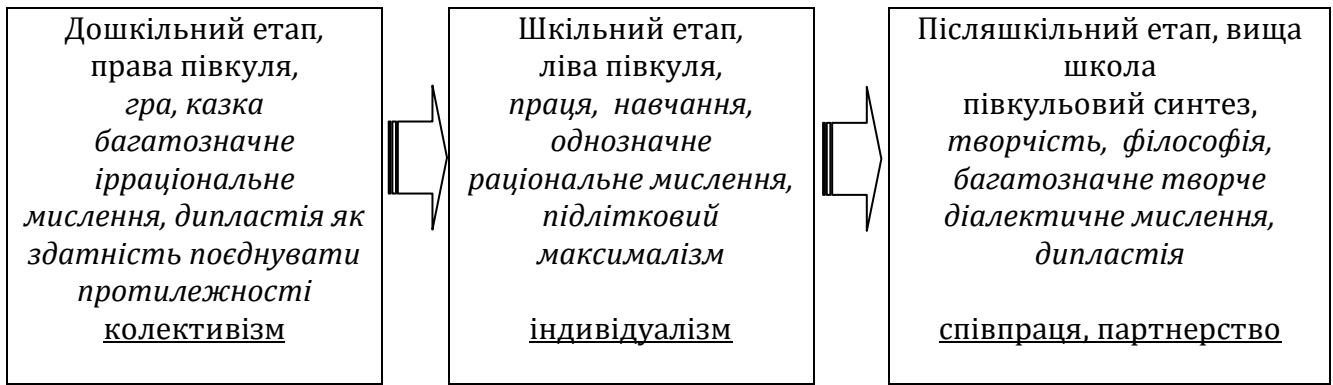 Дошкільний етап,
права півкуля,
гра, казка
багатозначне
ірраціональне
мислення, дипластія як
здатність поєднувати
протилежності
колективізм
Шкільний етап,
ліва півкуля,
праця, навчання,
однозначне
раціональне мислення,
підлітковий
максималізм
індивідуалізм
Післяшкільний етап, вища
школа
півкульовий синтез,
творчість, філософія,
багатозначне творче
діалектичне мислення,
дипластія
співпраця, партнерство